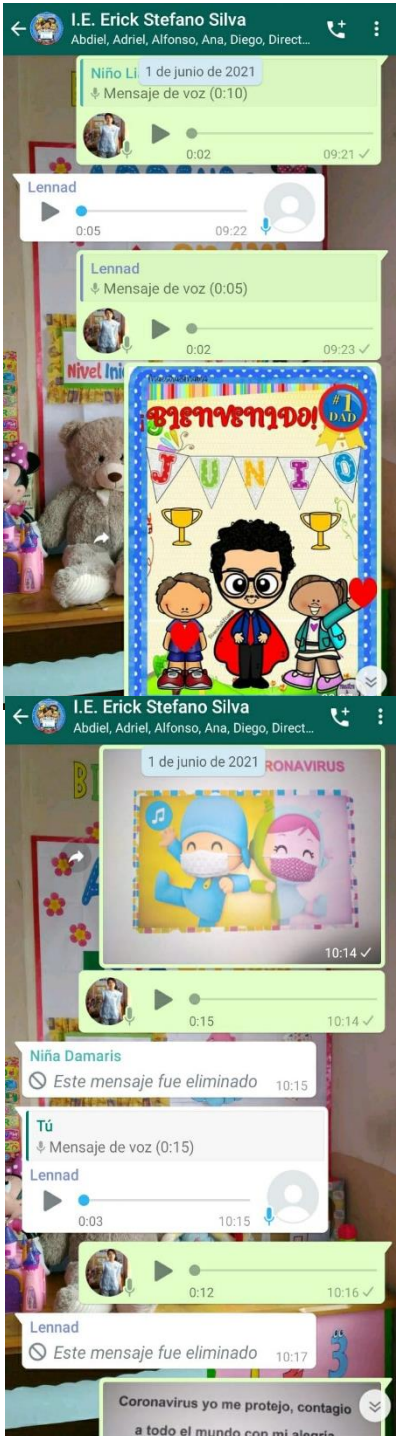 I.E. Erick Stefano Silva
Abdiel, Adriel, Alfonso, Ana, Diego, Direct...
1 de junio de 2021
Mensaje de voz (0:10)
0:02 09:21
Lennad
0:05 09:22
Lennad
Mensaje de voz (0:05)
0:02 09:23
Nivel Ini
¡BIENVENIDO!
#1 DAD
JUNIO
I.E. Erick Stefano Silva
Abdiel, Adriel, Alfonso, Ana, Diego, Direct...
1 de junio de 2021
RONAVIRUS
10:14
0:15 10:14
Niña Damaris
Este mensaje fue eliminado 10:15
Tú
Mensaje de voz (0:15)
Lennad
0:03 10:15
0:12 10:16
Lennad
Este mensaje fue eliminado 10:17
3
Coronavirus yo me protejo, contagio
a todo el mundo con mi alegria